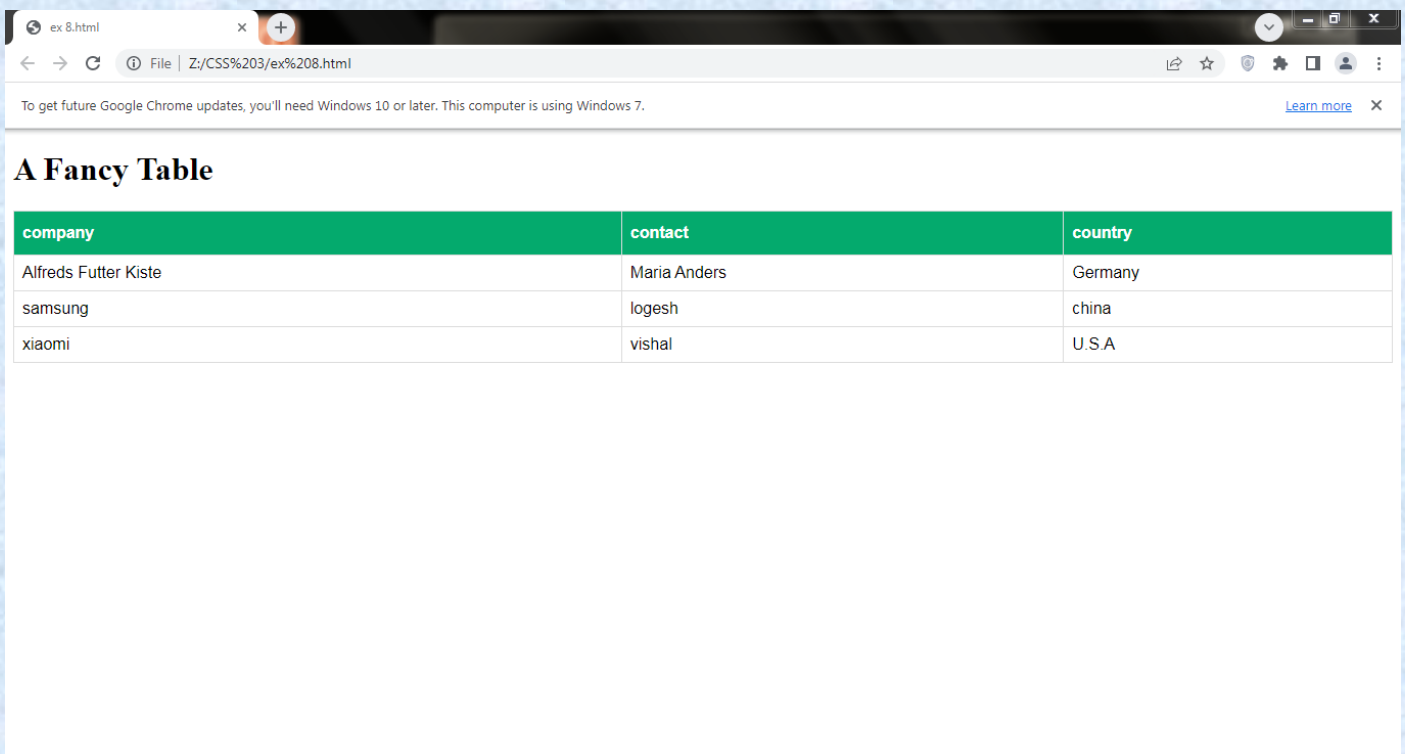 ex 8.html
File | Z:/CSS%203/ex%208.html
To get future Google Chrome updates, you'll need Windows 10 or later. This computer is using Windows 7. Learn more
A Fancy Table
company contact country
Alfreds Futter Kiste Maria Anders Germany
samsung logesh china
xiaomi vishal U.S.A